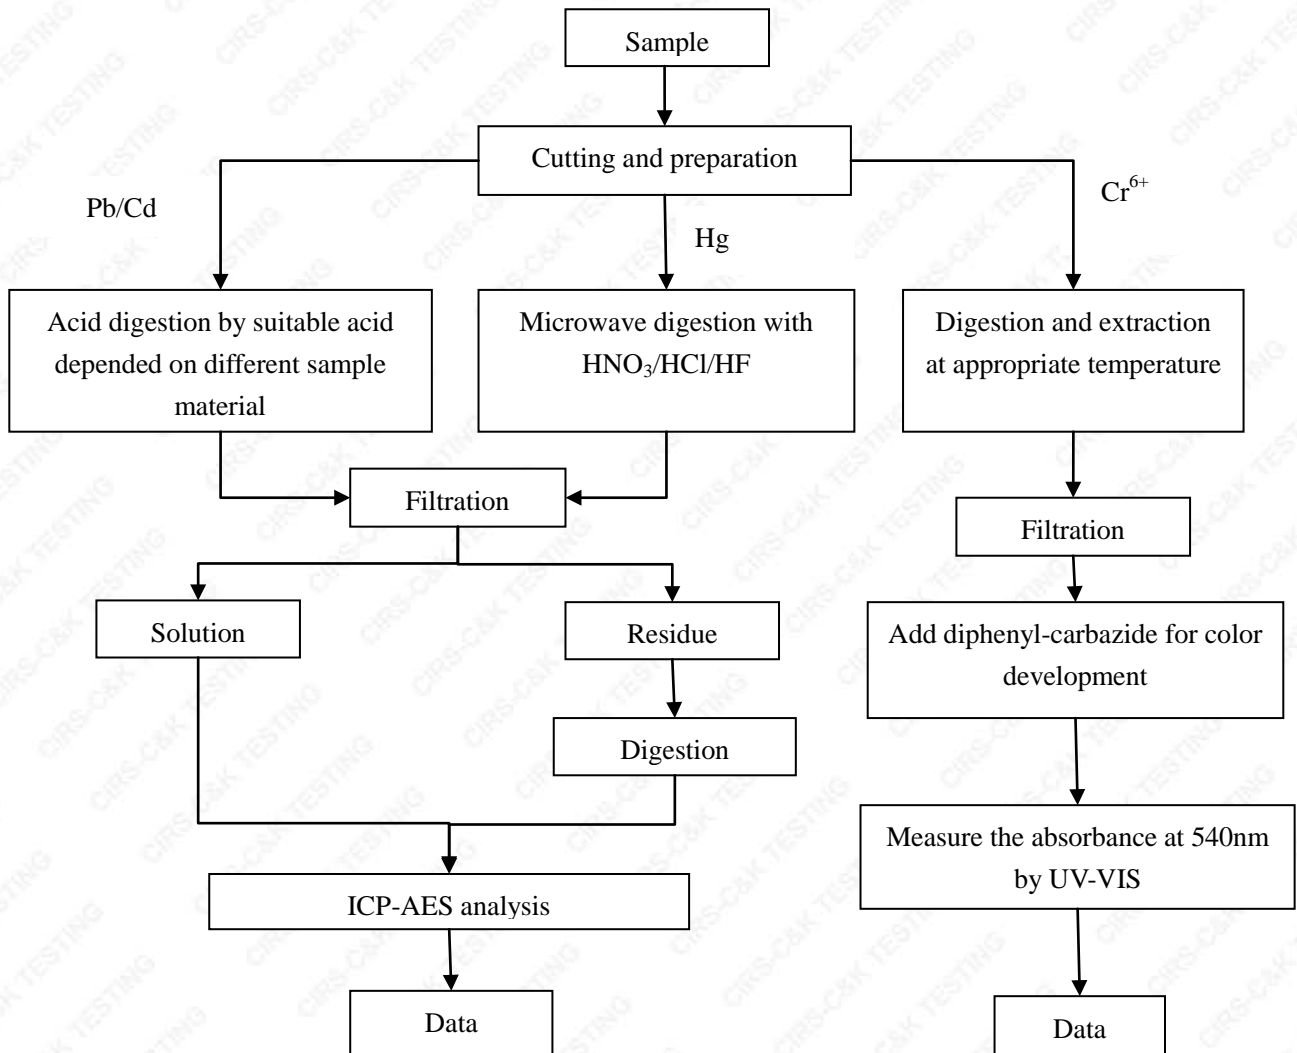 Sample
Cutting and preparation
Pb/Cd
Hg
Cr⁶⁺
Acid digestion by suitable acid
depended on different sample
material
Microwave digestion with
HNO₃/HCl/HF
Digestion and extraction
at appropriate temperature
Filtration
Filtration
Solution
Residue
Add diphenyl-carbazide for color
development
Digestion
Measure the absorbance at 540nm
by UV-VIS
ICP-AES analysis
Data
Data
CIRS-C&K TESTING